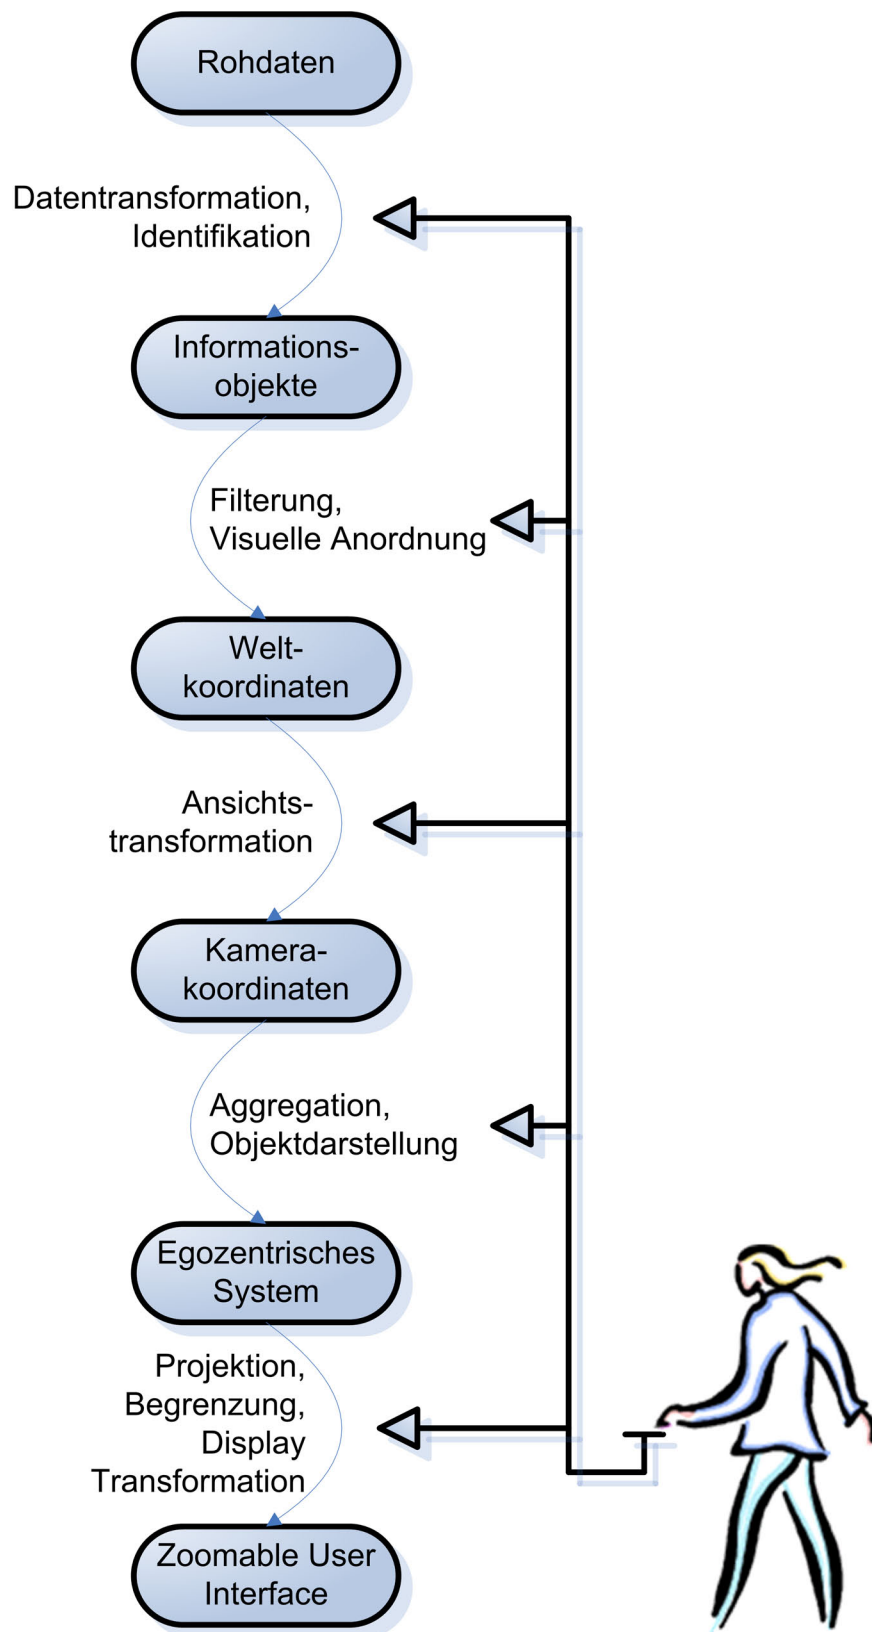 Rohdaten
Datentransformation,
Identifikation
Informations-
objekte
Filterung,
Visuelle Anordnung
Welt-
koordinaten
Ansichts-
transformation
Kamera-
koordinaten
Aggregation,
Objektdarstellung
Egozentrisches
System
Projektion,
Begrenzung,
Display
Transformation
Zoomable User
Interface